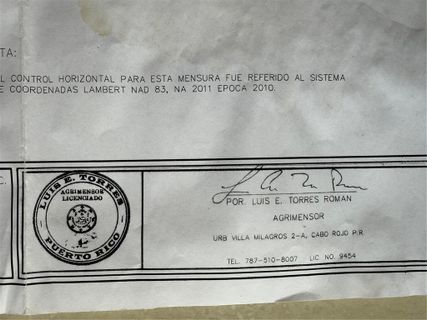 TA:
L CONTROL HORIZONTAL PARA ESTA MENSURA FUE REFERIDO AL SISTEMA
E COORDENADAS LAMBERT NAD 83, NA 2011 EPOCA 2010.
C.
LUIS E. TORRES
AGRIMENSOR
LICENCIADO
PUERTO RICO
POR. LUIS E. TORRES ROMAN
AGRIMENSOR
URB VILLA MILAGROS 2-A, CABO ROJO P.R
TEL. 787-510-8007 LIC NO. 9454